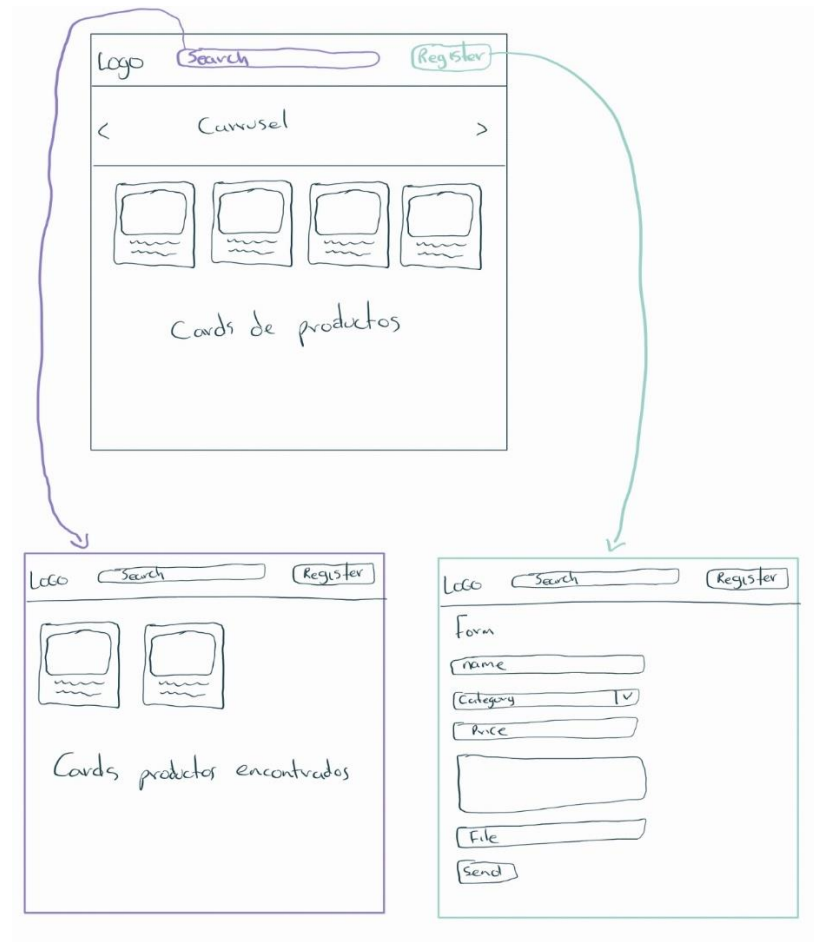 Logo Search Register
< Carrusel >
Cards de productos
LOGO Search Register
Cards productos encontrados
LOGO Search Register
Form
name
Category
Price
File
Send